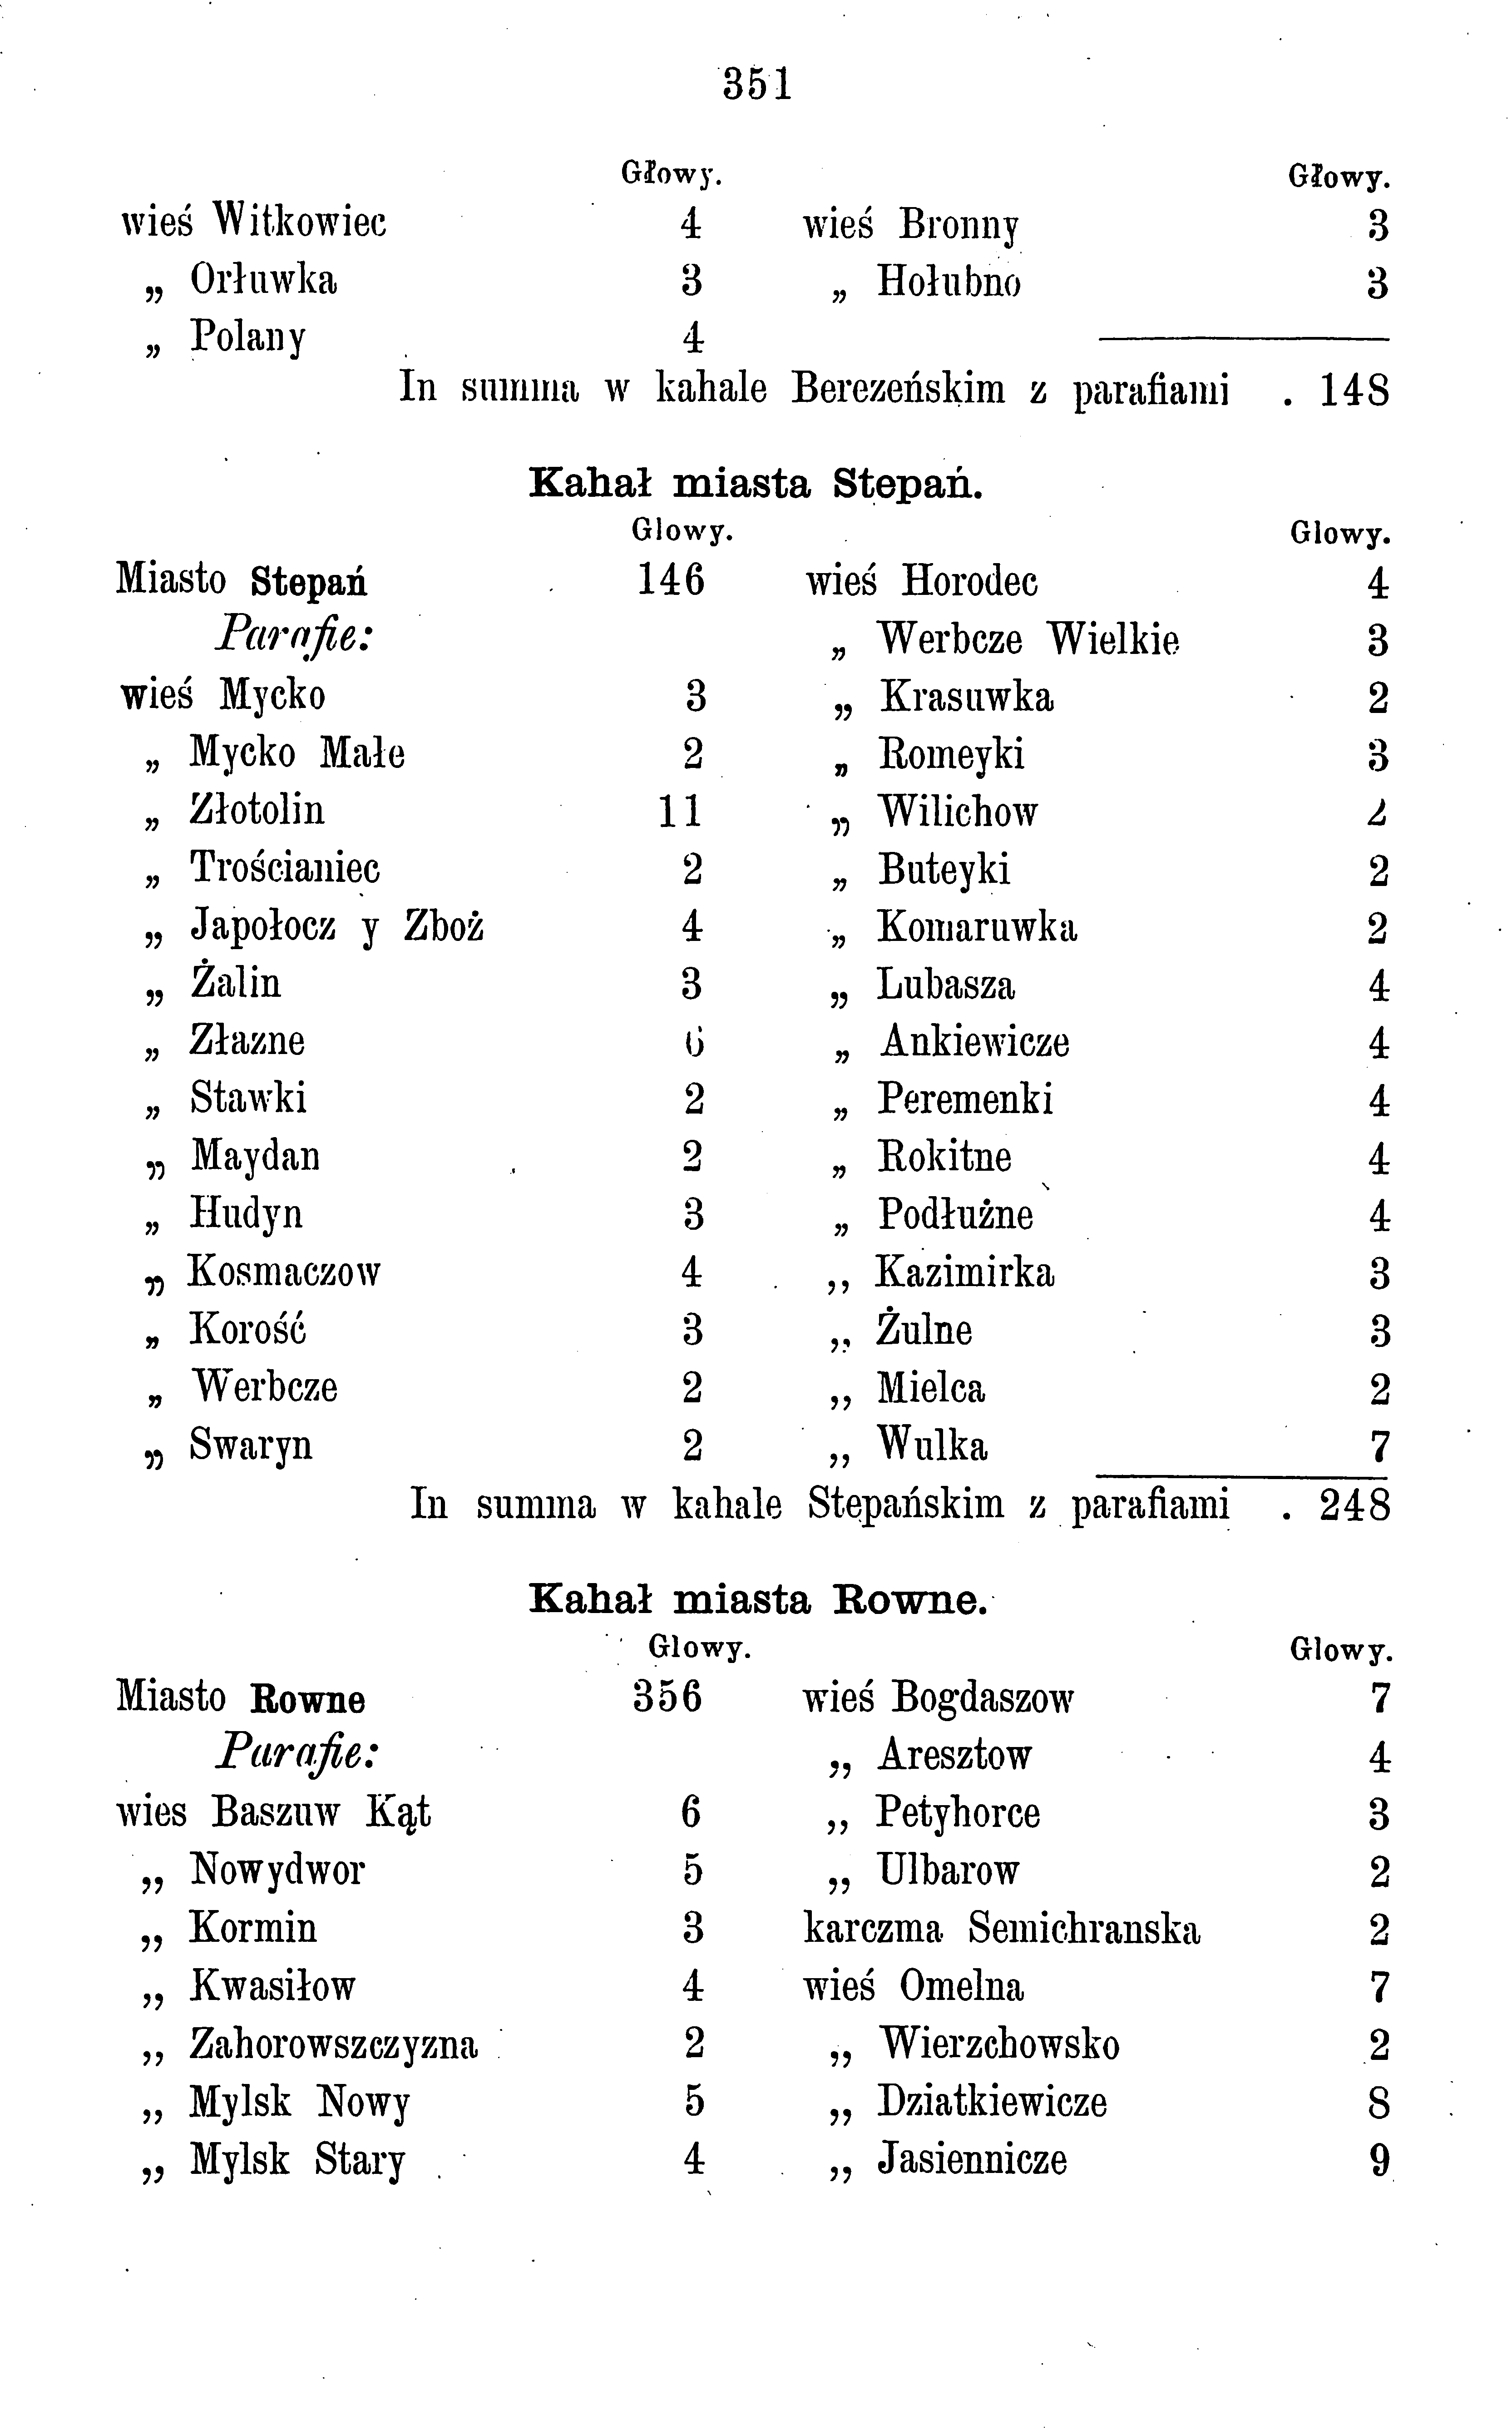 351
Głowy.
wieś Witkowiec 4
„ Orłuwka 3
„ Polany 4
Głowy.
wieś Bronny 3
„ Hołubno 3
In summa w kahale Berezeńskim z parafiami . 148
Kahał miasta Stepań.
Glowy.
Miasto Stepań 146
Parafie:
wieś Mycko 3
„ Mycko Małe 2
„ Złotolin 11
„ Trościaniec 2
„ Japołocz y Zboż 4
„ Żalin 3
„ Złazne 6
„ Stawki 2
„ Maydan 2
„ Hudyn 3
„ Kosmaczow 4
„ Korość 3
„ Werbcze 2
„ Swaryn 2
Glowy.
wieś Horodec 4
„ Werbcze Wielkie 3
„ Krasuwka 2
„ Romeyki 3
„ Wilichow 2
„ Buteyki 2
„ Komaruwka 2
„ Lubasza 4
„ Ankiewicze 4
„ Peremenki 4
„ Rokitne 4
„ Podłużne 4
,, Kazimirka 3
,, Żulne 3
,, Mielca 2
,, Wulka 7
In summa w kahale Stepańskim z parafiami . 248
Kahał miasta Rowne.
Glowy.
Miasto Rowne 356
Parafie:
wies Baszuw Kąt 6
,, Nowydwor 5
,, Kormin 3
,, Kwasiłow 4
,, Zahorowszczyzna 2
,, Mylsk Nowy 5
,, Mylsk Stary 4
Glowy.
wieś Bogdaszow 7
,, Aresztow 4
,, Petyhorce 3
,, Ulbarow 2
karczma Semichranska 2
wieś Omelna 7
,, Wierzchowsko 2
,, Dziatkiewicze 8
,, Jasiennicze 9